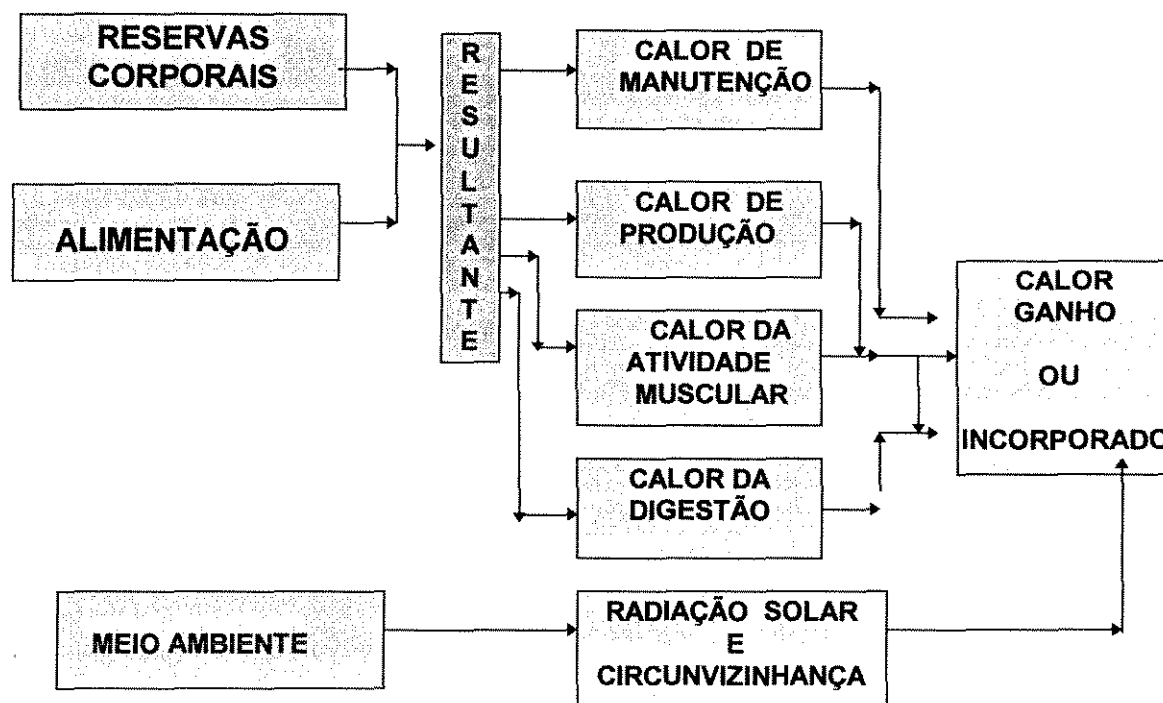 RESERVAS
CORPORAIS
ALIMENTAÇÃO
RESULTANTE
CALOR DE
MANUTENÇÃO
CALOR DE
PRODUÇÃO
CALOR DA
ATIVIDADE
MUSCULAR
CALOR DA
DIGESTÃO
CALOR
GANHO
OU
INCORPORADO
MEIO AMBIENTE
RADIAÇÃO SOLAR
E
CIRCUNVIZINHANÇA